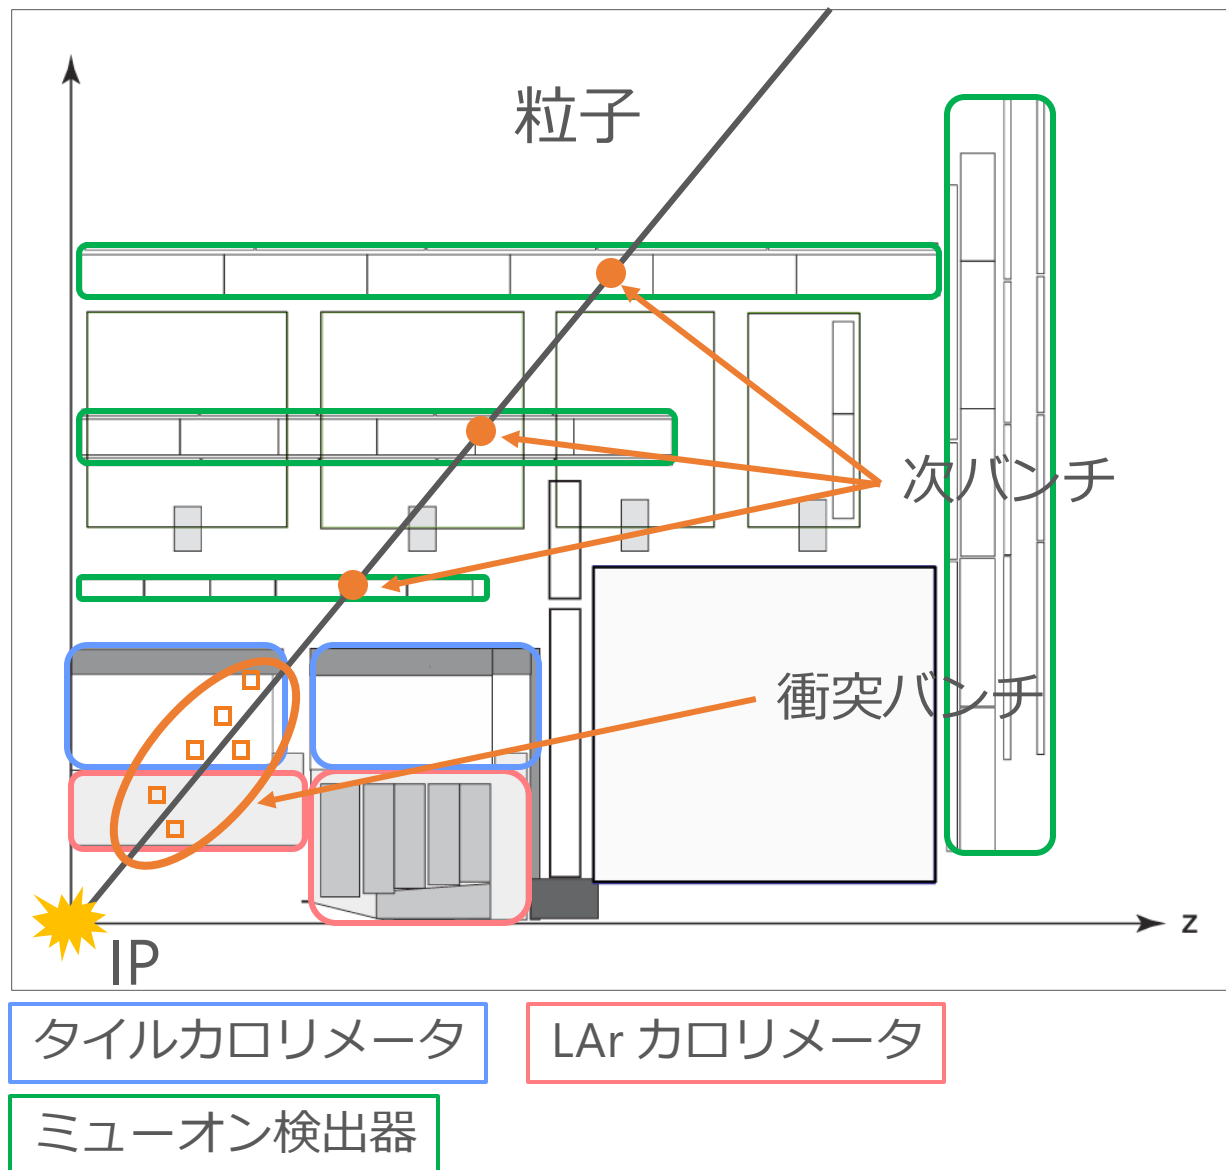 粒子
次バンチ
衝突バンチ
z
IP
タイルカロリメータ
LAr カロリメータ
ミューオン検出器